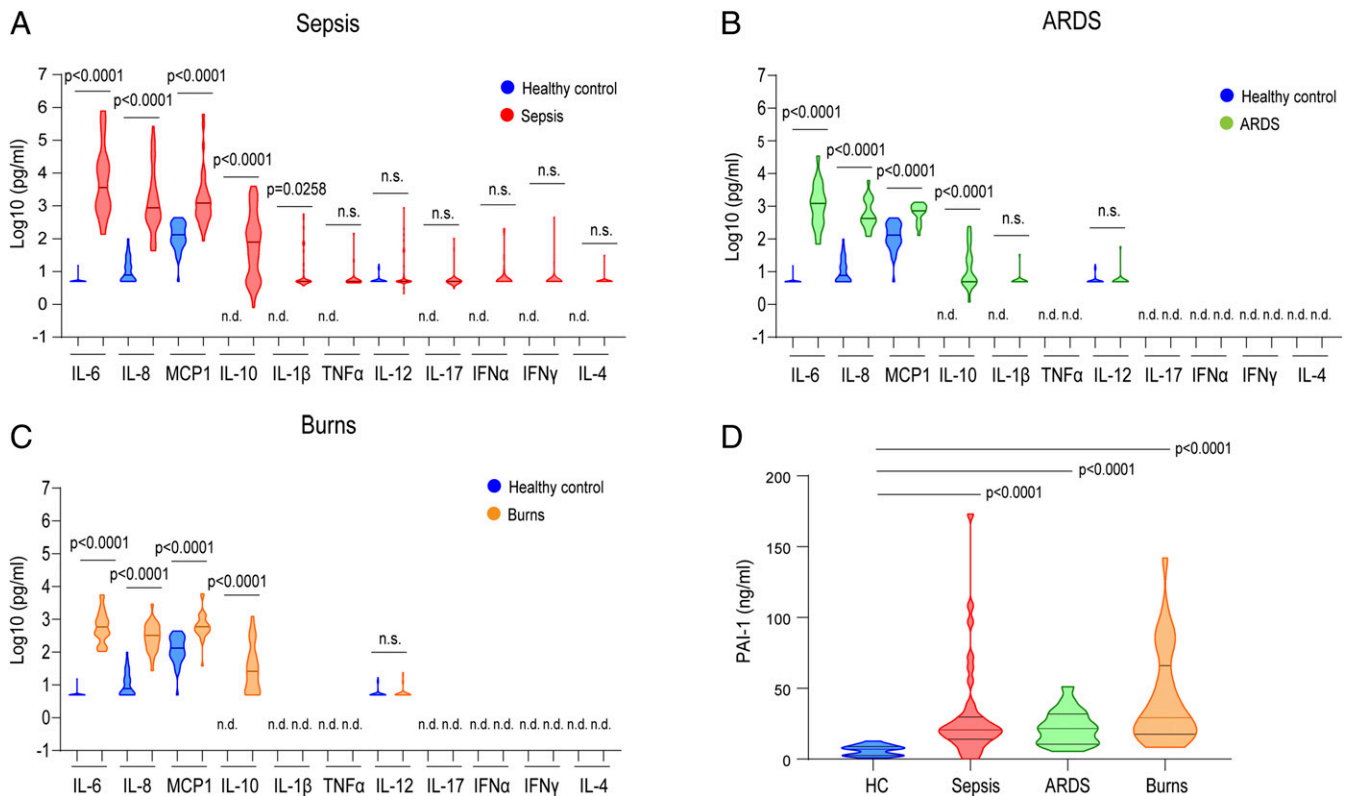 A
Sepsis
Log10 (pg/ml)
7
6
5
4
3
2
1
0
-1
p<0.0001
p<0.0001
p<0.0001
p<0.0001
p=0.0258
n.s.
n.s.
n.s.
n.s.
n.s.
n.s.
Healthy control
Sepsis
n.d.
n.d.
n.d.
n.d.
n.d.
n.d.
n.d.
IL-6 IL-8 MCP1 IL-10 IL-1β TNFα IL-12 IL-17 IFNα IFNγ IL-4
B
ARDS
Log10 (pg/ml)
7
6
5
4
3
2
1
0
-1
p<0.0001
p<0.0001
p<0.0001
p<0.0001
n.s.
n.s.
Healthy control
ARDS
n.d. n.d. n.d. n.d. n.d. n.d. n.d. n.d. n.d. n.d. n.d. n.d.
IL-6 IL-8 MCP1 IL-10 IL-1β TNFα IL-12 IL-17 IFNα IFNγ IL-4
C
Burns
Log10 (pg/ml)
7
6
5
4
3
2
1
0
-1
p<0.0001
p<0.0001
p<0.0001
p<0.0001
n.s.
Healthy control
Burns
n.d. n.d. n.d. n.d. n.d. n.d. n.d. n.d. n.d. n.d. n.d. n.d. n.d.
IL-6 IL-8 MCP1 IL-10 IL-1β TNFα IL-12 IL-17 IFNα IFNγ IL-4
D
PAI-1 (ng/ml)
200
150
100
50
0
p<0.0001
p<0.0001
p<0.0001
HC Sepsis ARDS Burns